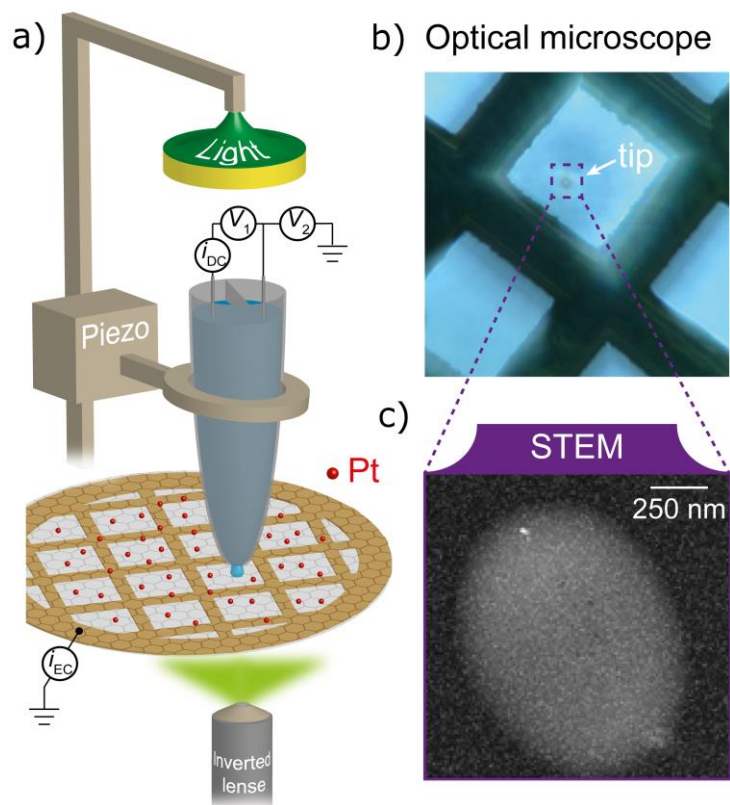 a)
Light
V1
V2
iDC
Piezo
Pt
iEC
Inverted
lense
b) Optical microscope
tip
c)
STEM
250 nm